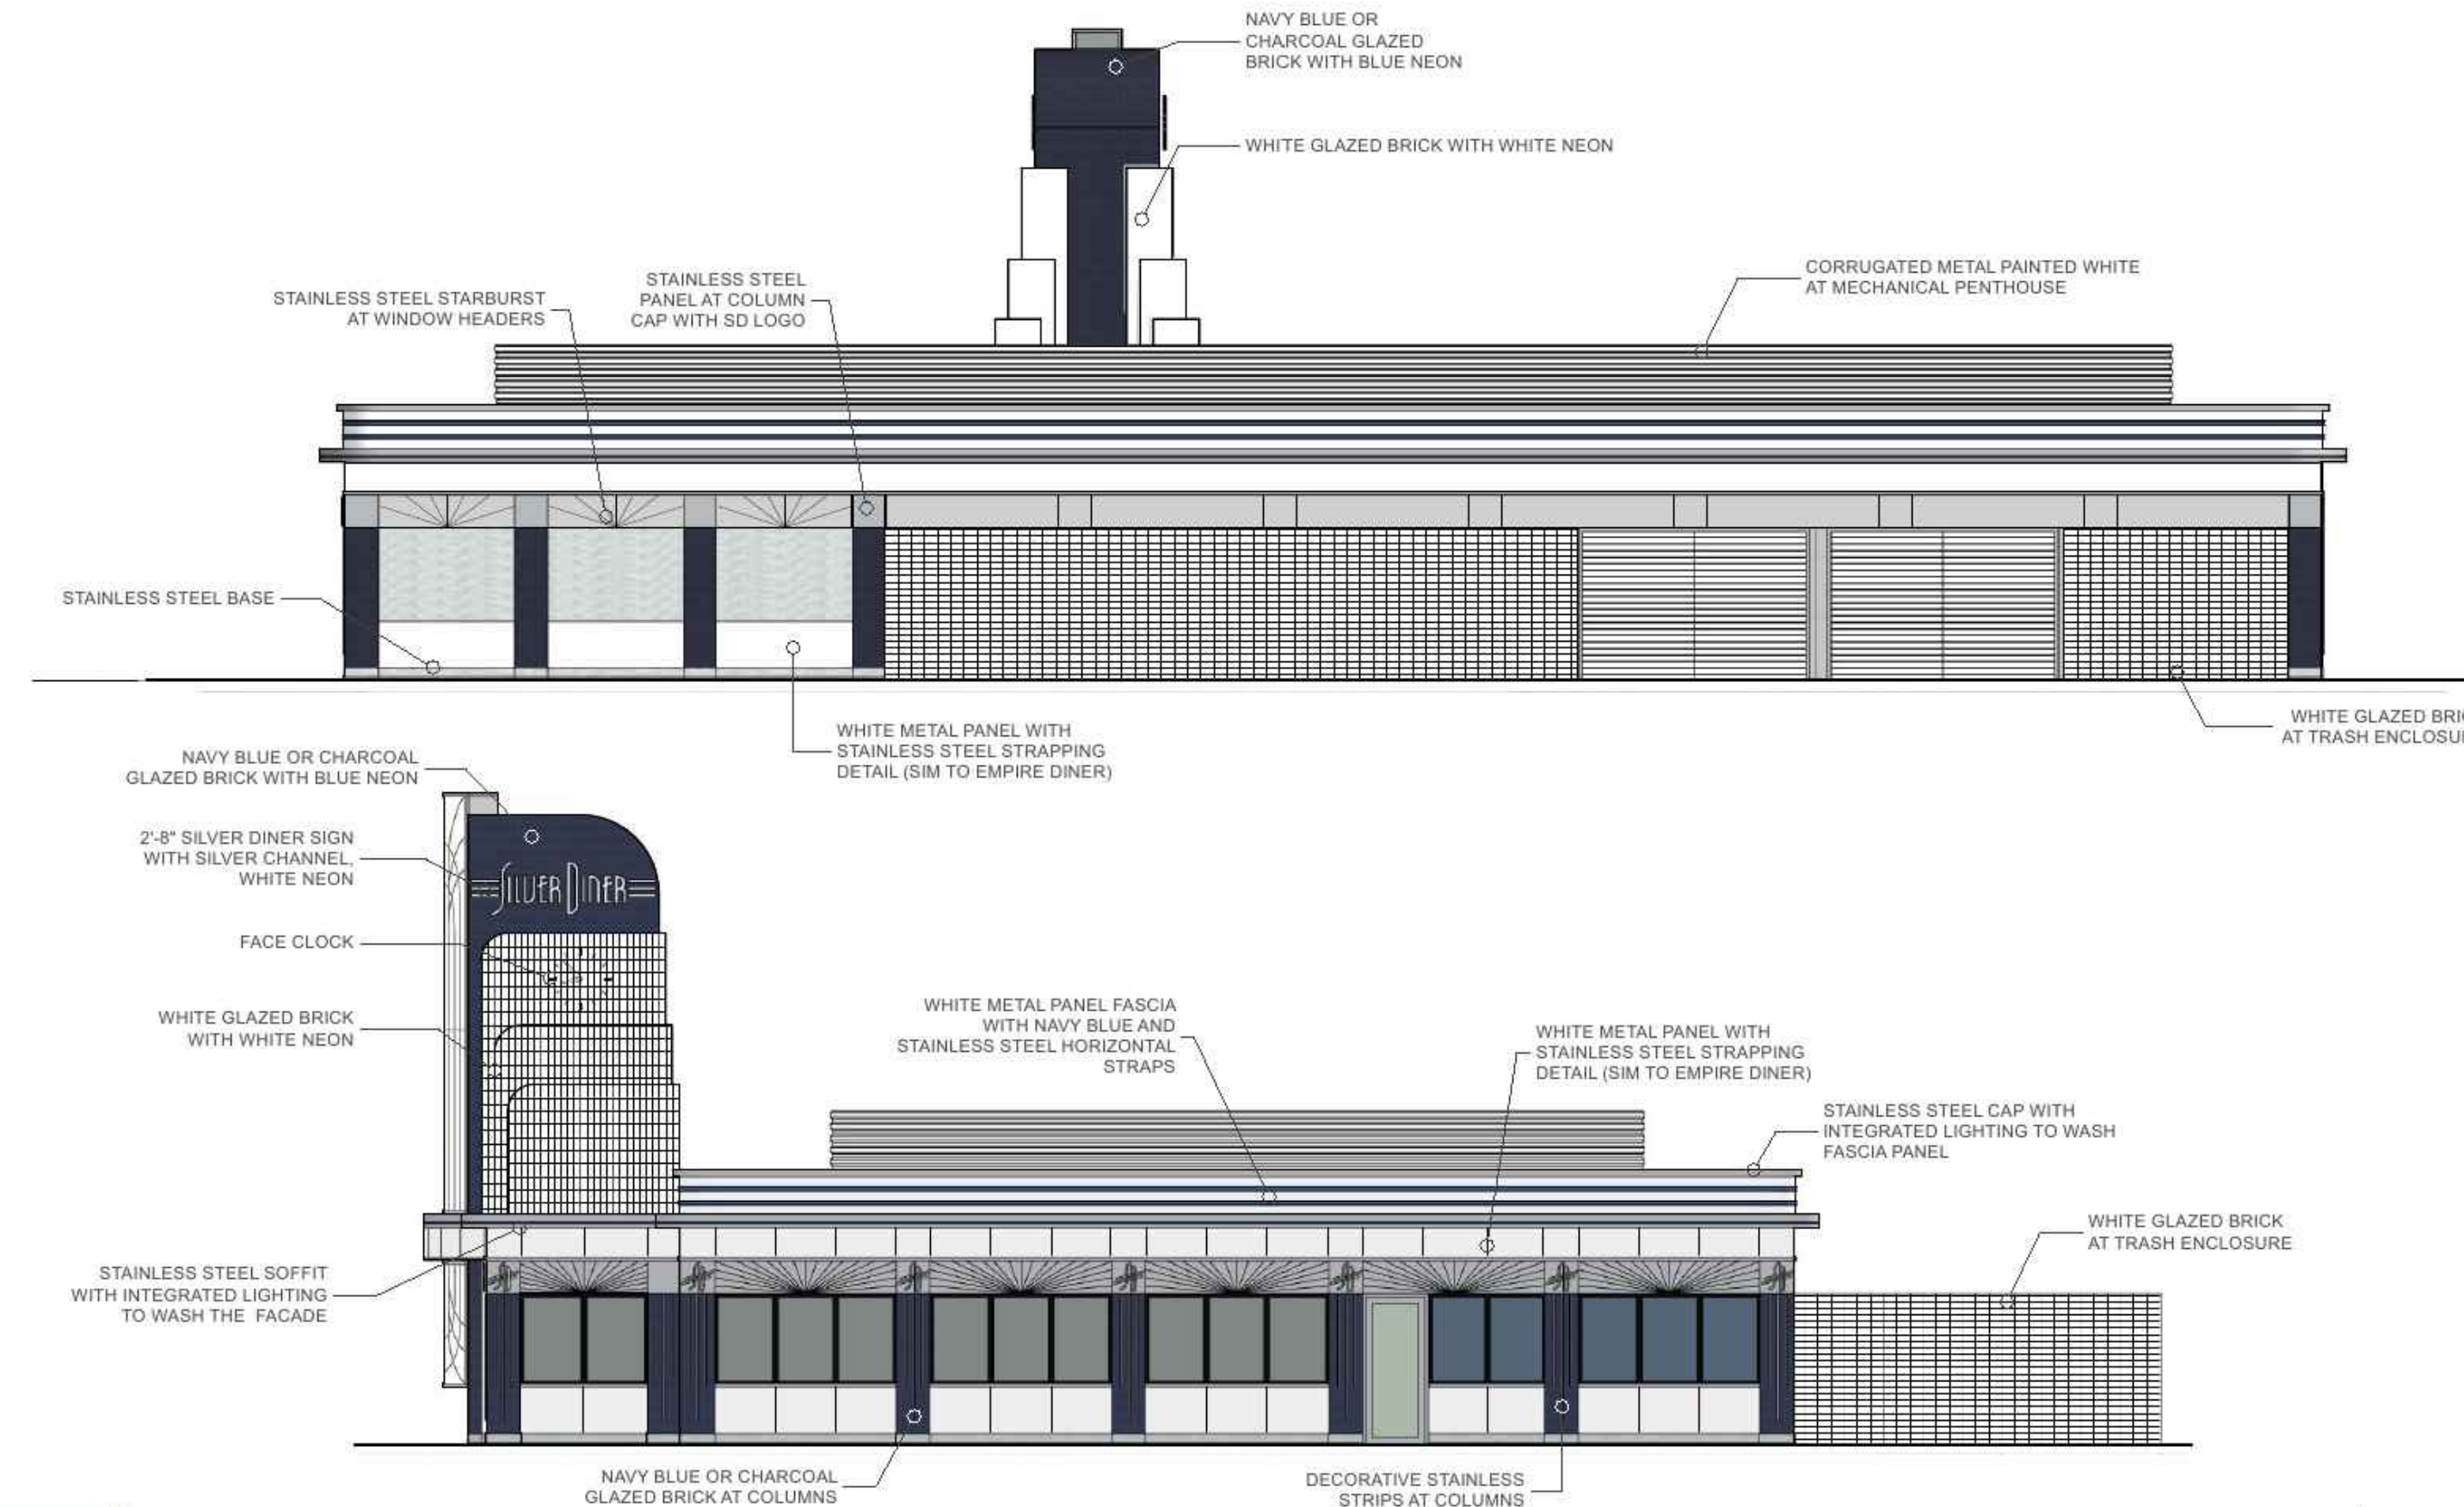 NAVY BLUE OR
CHARCOAL GLAZED
BRICK WITH BLUE NEON
WHITE GLAZED BRICK WITH WHITE NEON
CORRUGATED METAL PAINTED WHITE
AT MECHANICAL PENTHOUSE
STAINLESS STEEL
PANEL AT COLUMN
CAP WITH SD LOGO
STAINLESS STEEL STARBURST
AT WINDOW HEADERS
STAINLESS STEEL BASE
WHITE METAL PANEL WITH
STAINLESS STEEL STRAPPING
DETAIL (SIM TO EMPIRE DINER)
WHITE GLAZED
AT TRASH
NAVY BLUE OR CHARCOAL
GLAZED BRICK WITH BLUE NEON
2'-8" SILVER DINER SIGN
WITH SILVER CHANNEL,
WHITE NEON
SILVER DINER
FACE CLOCK
WHITE GLAZED BRICK
WITH WHITE NEON
WHITE METAL PANEL FASCIA
WITH NAVY BLUE AND
STAINLESS STEEL HORIZONTAL
STRAPS
WHITE METAL PANEL WITH
STAINLESS STEEL STRAPPING
DETAIL (SIM TO EMPIRE DINER)
STAINLESS STEEL CAP WITH
INTEGRATED LIGHTING TO WASH
FASCIA PANEL
WHITE GLAZED BRICK
AT TRASH ENCLOSURE
STAINLESS STEEL SOFFIT
WITH INTEGRATED LIGHTING
TO WASH THE FACADE
NAVY BLUE OR CHARCOAL
GLAZED BRICK AT COLUMNS
DECORATIVE STAINLESS
STRIPS AT COLUMNS